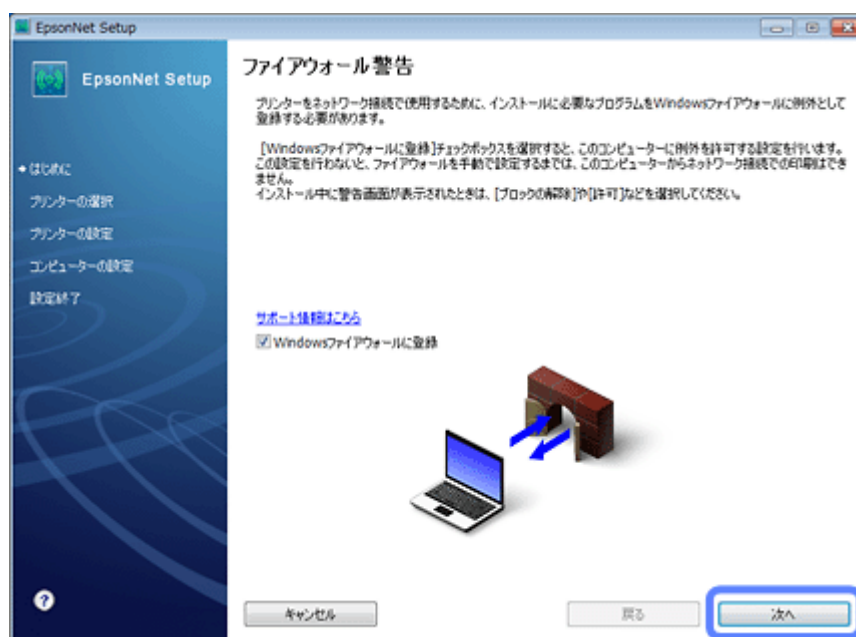 EpsonNet Setup
EpsonNet Setup
はじめに
プリンターの選択
プリンターの設定
コンピューターの設定
設定終了
ファイアウォール警告
プリンターをネットワーク接続で使用するために、インストールに必要なプログラムをWindowsファイアウォールに例外として
登録する必要があります。
[Windowsファイアウォールに登録]チェックボックスを選択すると、このコンピューターに例外を許可する設定を行います。
この設定を行わないと、ファイアウォールを手動で設定するまでは、このコンピューターからネットワーク接続での印刷はでき
ません。
インストール中に警告画面が表示されたときは、[ブロックの解除]や[許可]などを選択してください。
サポート情報はこちら
Windowsファイアウォールに登録
?
キャンセル
戻る
次へ